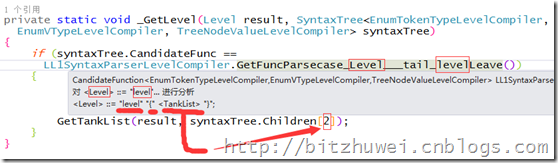 1 个引用
private static void _GetLevel(Level result, SyntaxTree<EnumTokenTypeLevelCompiler,
EnumVTypeLevelCompiler, TreeNodeValueLevelCompiler> syntaxTree)
{
if (syntaxTree.CandidateFunc ==
LL1SyntaxParserLevelCompiler.GetFuncParsecase_Level___tail_levelLeave())
{
CandidateFunction<EnumTokenTypeLevelCompiler,EnumVTypeLevelCompiler,TreeNodeValueLevelCompiler> LL1SyntaxPar
对 <Level> ::= "level"... 进行分析
<Level> ::= "level" "{" <TankList> "}";
GetTankList(result, syntaxTree.Children[2]);
}
}
http://bitzhuwei.cnblogs.com